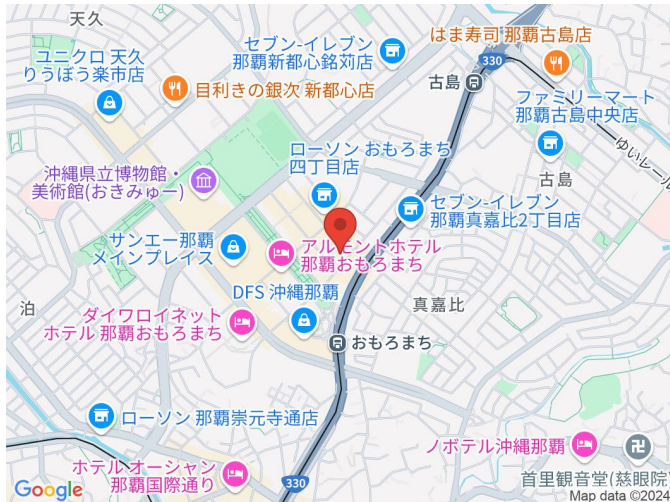 天久
ユニクロ 天久
りうぼう楽市店
セブン-イレブン
那覇新都心銘苅店
はま寿司 那覇古島店
330
古島
目利きの銀次 新都心店
ファミリーマート
那覇古島中央店
ゆいレール
沖縄県立博物館・
美術館(おきみゅー)
ローソン おもろまち
四丁目店
古島
セブン-イレブン
那覇真嘉比2丁目店
サンエー那覇
メインプレイス
アルモントホテル
那覇おもろまち
DFS 沖縄那覇
泊
ダイワロイネット
ホテル 那覇おもろまち
真嘉比
おもろまち
ローソン 那覇崇元寺通店
ノボテル沖縄那覇
ホテル オーシャン
那覇国際通り
330
首里観音堂(慈眼院)
Google
Map data ©2024